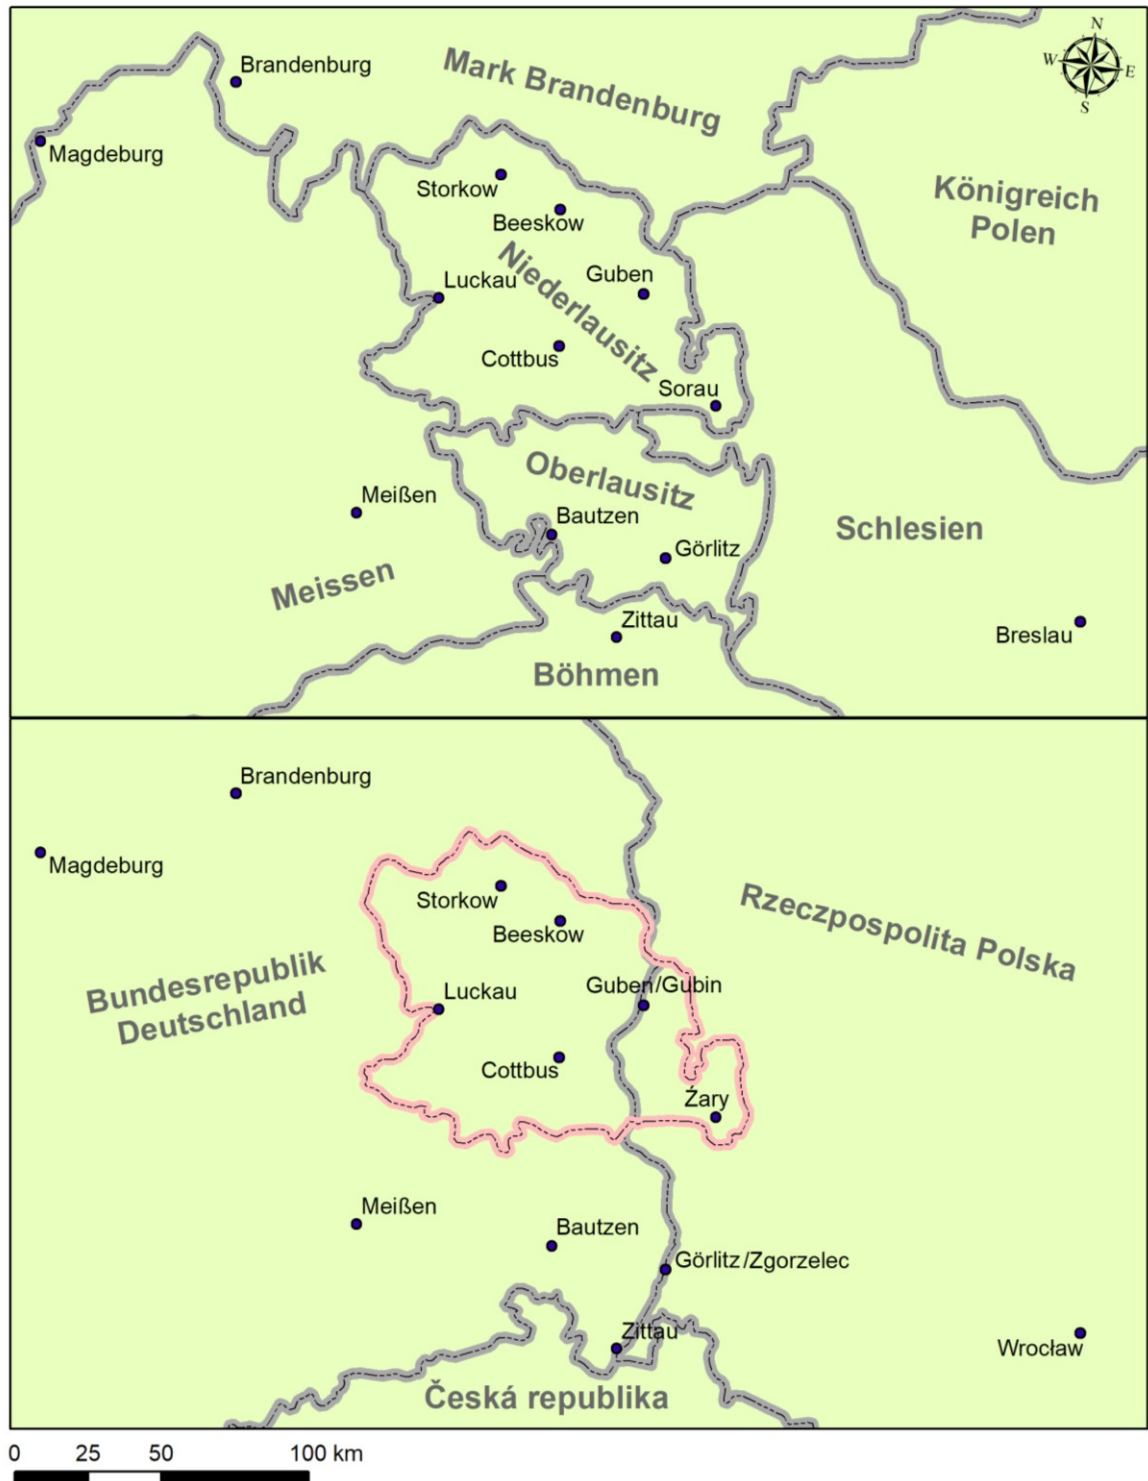 N
W
E
S
Brandenburg
Mark Brandenburg
Magdeburg
Storkow
Königreich
Polen
Beeskow
Niederlausitz
Luckau
Guben
Cottbus
Sorau
Oberlausitz
Meißen
Bautzen
Schlesien
Görlitz
Meissen
Zittau
Breslau
Böhmen
Brandenburg
Magdeburg
Storkow
Rzeczpospolita Polska
Beeskow
Bundesrepublik
Deutschland
Luckau
Guben/Gubin
Cottbus
Źary
Meißen
Bautzen
Görlitz/Zgorzelec
Zittau
Wrocław
Česká republika
0 25 50 100 km